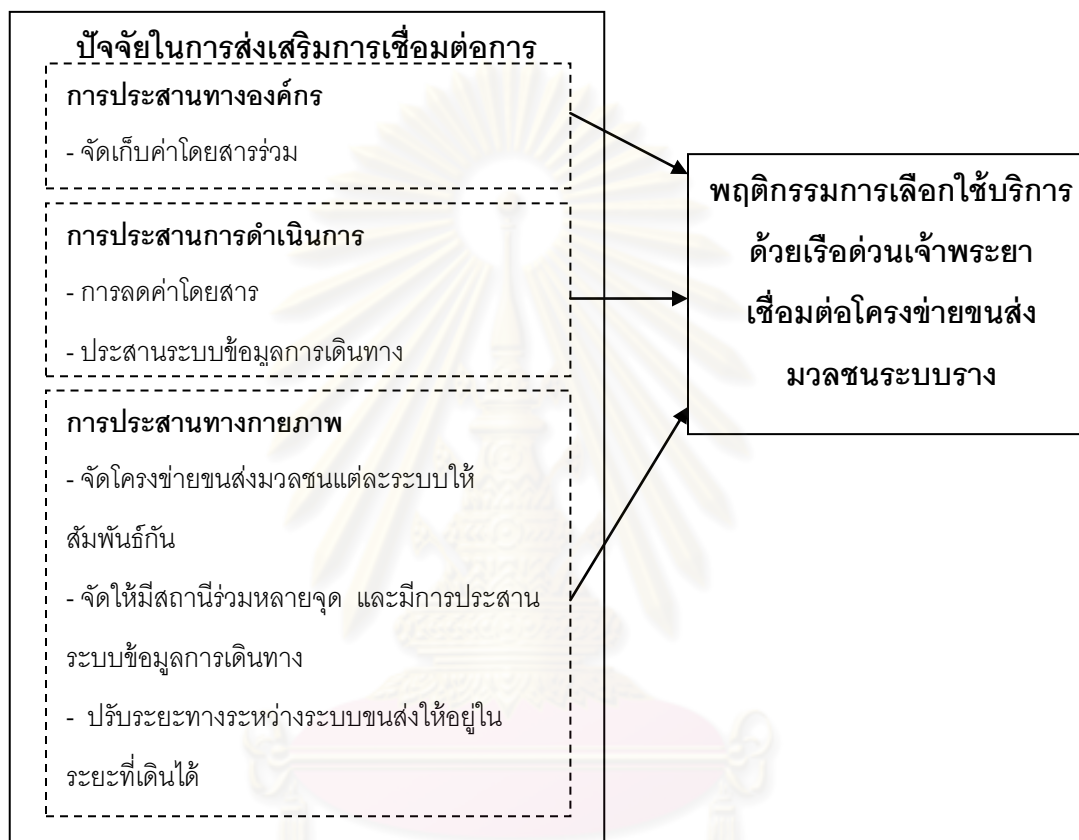 ปัจจัยในการส่งเสริมการเชื่อมต่อการ
การประสานทางองค์กร
- จัดเก็บค่าโดยสารร่วม
การประสานการดำเนินการ
- การลดค่าโดยสาร
- ประสานระบบข้อมูลการเดินทาง
การประสานทางกายภาพ
- จัดโครงข่ายขนส่งมวลชนแต่ละระบบให้
สัมพันธ์กัน
- จัดให้มีสถานีร่วมหลายจุด และมีการประสาน
ระบบข้อมูลการเดินทาง
- ปรับระยะทางระหว่างระบบขนส่งให้อยู่ใน
ระยะที่เดินได้
พฤติกรรมการเลือกใช้บริการ
ด้วยเรือด่วนเจ้าพระยา
เชื่อมต่อโครงข่ายขนส่ง
มวลชนระบบราง